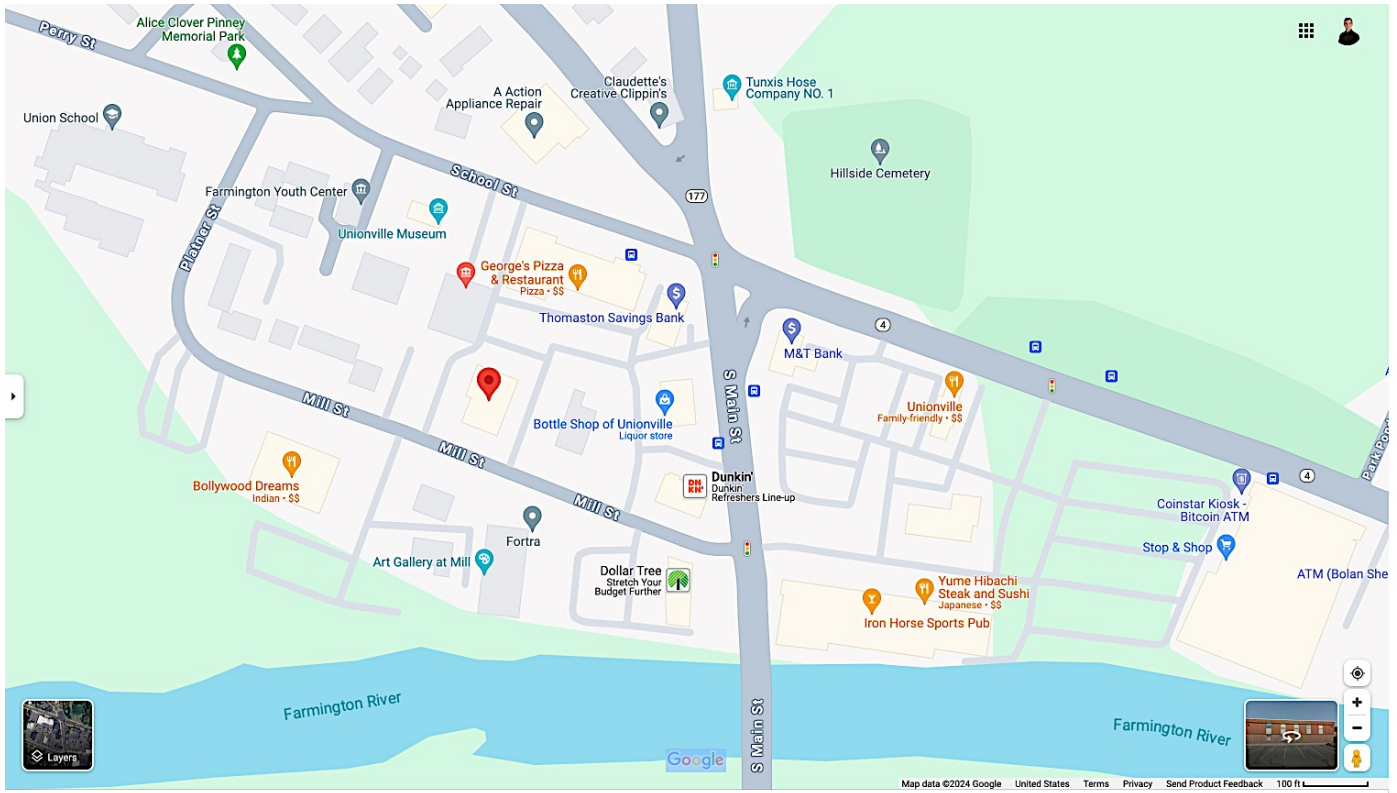 Perry St
Alice Clover Pinney
Memorial Park
Union School
A Action
Appliance Repair
Claudette's
Creative Clippin's
Tunxis Hose
Company NO. 1
Hillside Cemetery
177
School St
Farmington Youth Center
Unionville Museum
Platner St
George's Pizza
& Restaurant
Pizza • $$
Thomaston Savings Bank
4
M&T Bank
S Main St
Unionville
Family-friendly • $$
Mill St
Bottle Shop of Unionville
Liquor store
Mill St
Bollywood Dreams
Indian • $$
Mill St
DN
KN'
Dunkin'
Dunkin'
Refreshers Line-up
4
Coinstar Kiosk -
Bitcoin ATM
Stop & Shop
Fortra
Art Gallery at Mill
Dollar Tree
Stretch Your
Budget Further
Yume Hibachi
Steak and Sushi
Japanese • $$
Iron Horse Sports Pub
ATM (Bolan She
Farmington River
S Main St
Farmington River
Layers
Google
Map data ©2024 Google United States Terms Privacy Send Product Feedback 100 ft